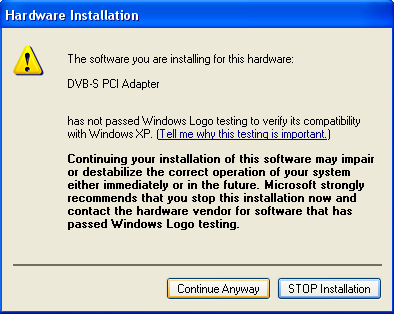 Hardware Installation
The software you are installing for this hardware:
DVB-S PCI Adapter
has not passed Windows Logo testing to verify its compatibility
with Windows XP. (Tell me why this testing is important.)
Continuing your installation of this software may impair
or destabilize the correct operation of your system
either immediately or in the future. Microsoft strongly
recommends that you stop this installation now and
contact the hardware vendor for software that has
passed Windows Logo testing.
Continue Anyway
STOP Installation